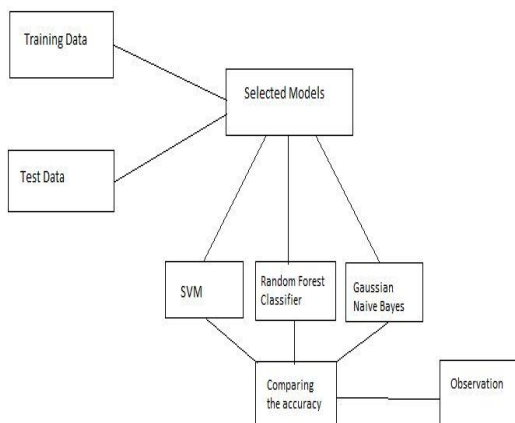 Training Data
Selected Models
Test Data
SVM
Random Forest
Classifier
Gaussian
Naive Bayes
Comparing
the accuracy
Observation